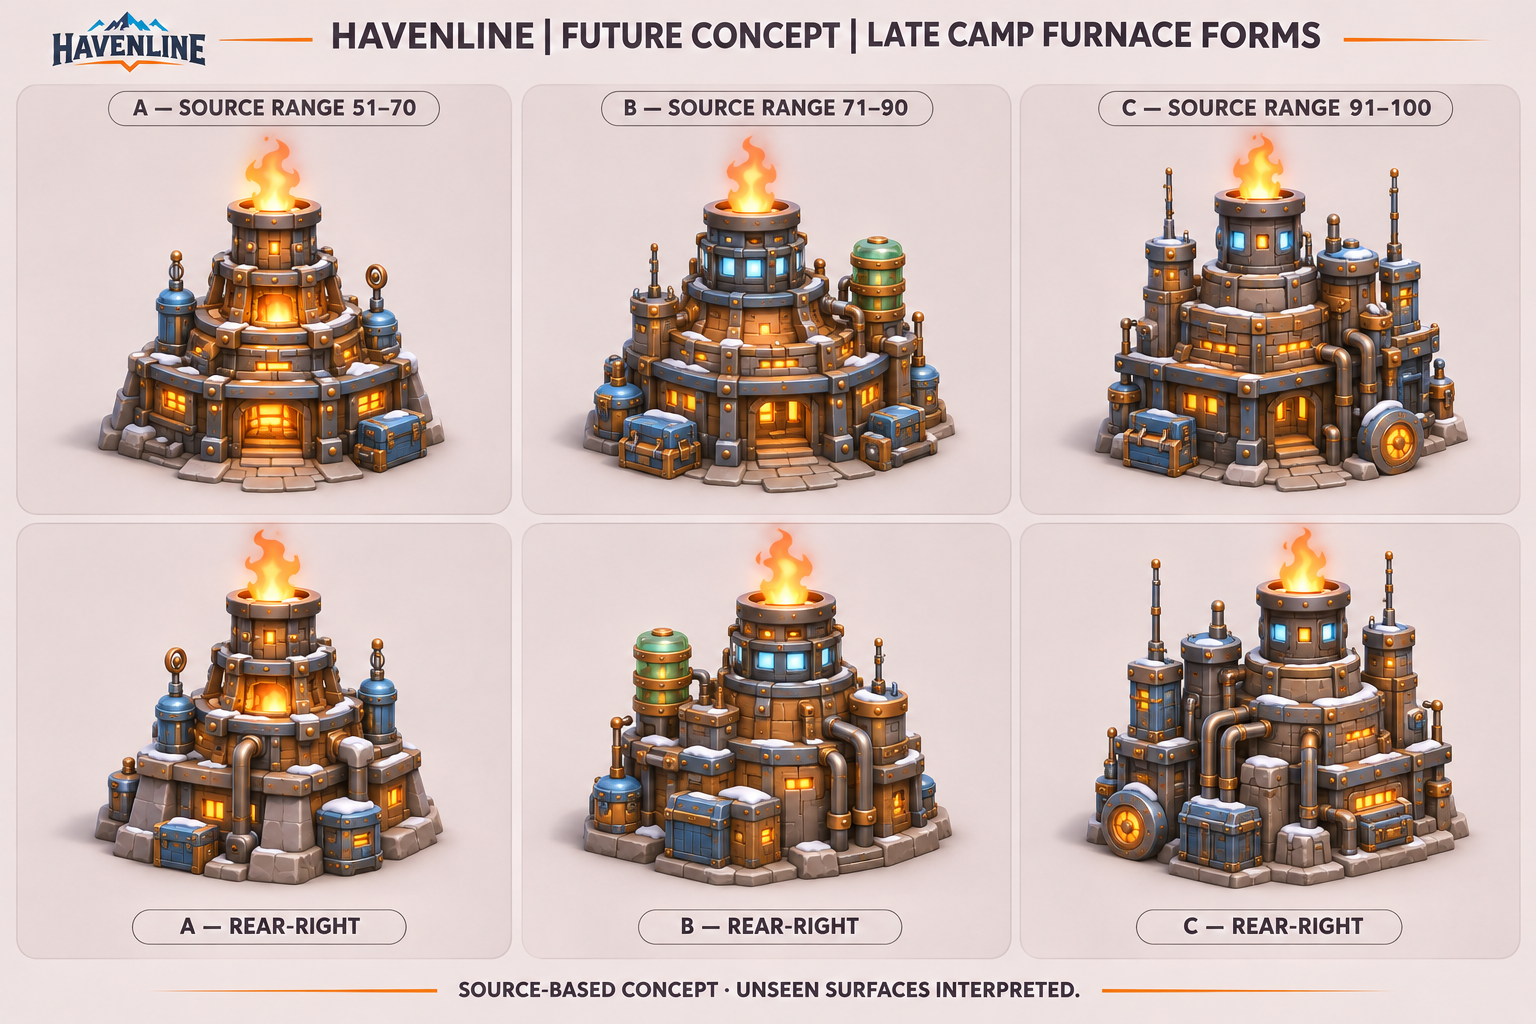 HAVENLINE
HAVENLINE | FUTURE CONCEPT | LATE CAMP FURNACE FORMS
A — SOURCE RANGE 51–70
B — SOURCE RANGE 71–90
C — SOURCE RANGE 91–100
A — REAR-RIGHT
B — REAR-RIGHT
C — REAR-RIGHT
SOURCE-BASED CONCEPT · UNSEEN SURFACES INTERPRETED.